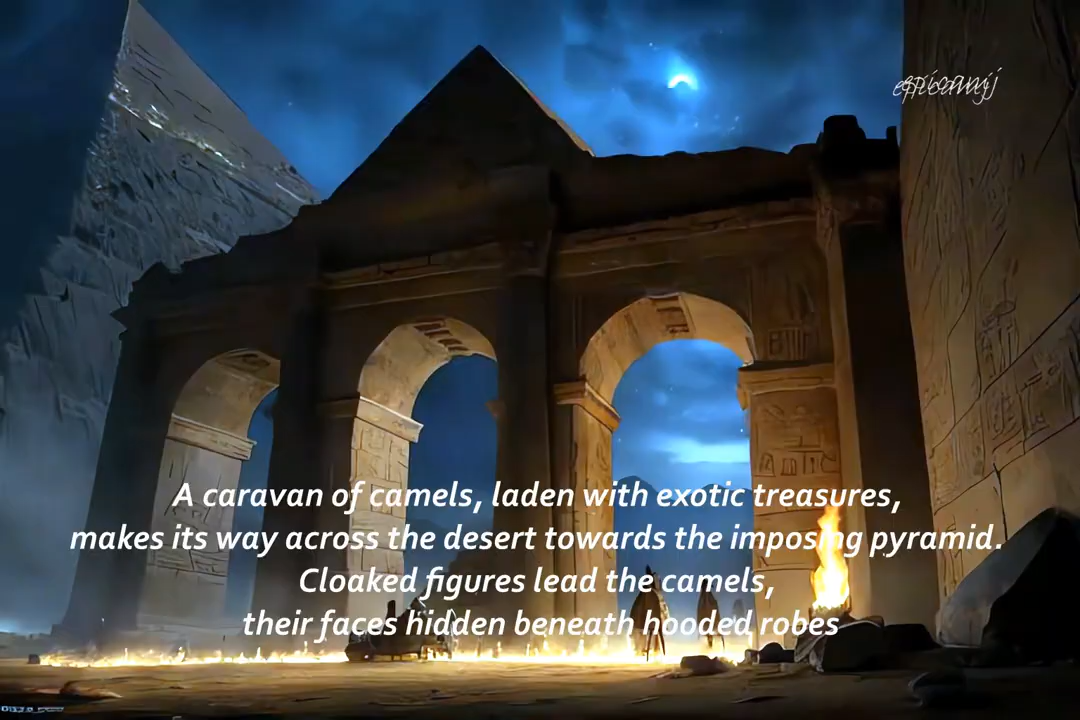 A caravan of camels, laden with exotic treasures,
makes its way across the desert towards the imposing pyramid.
Cloaked figures lead the camels,
their faces hidden beneath hooded robes